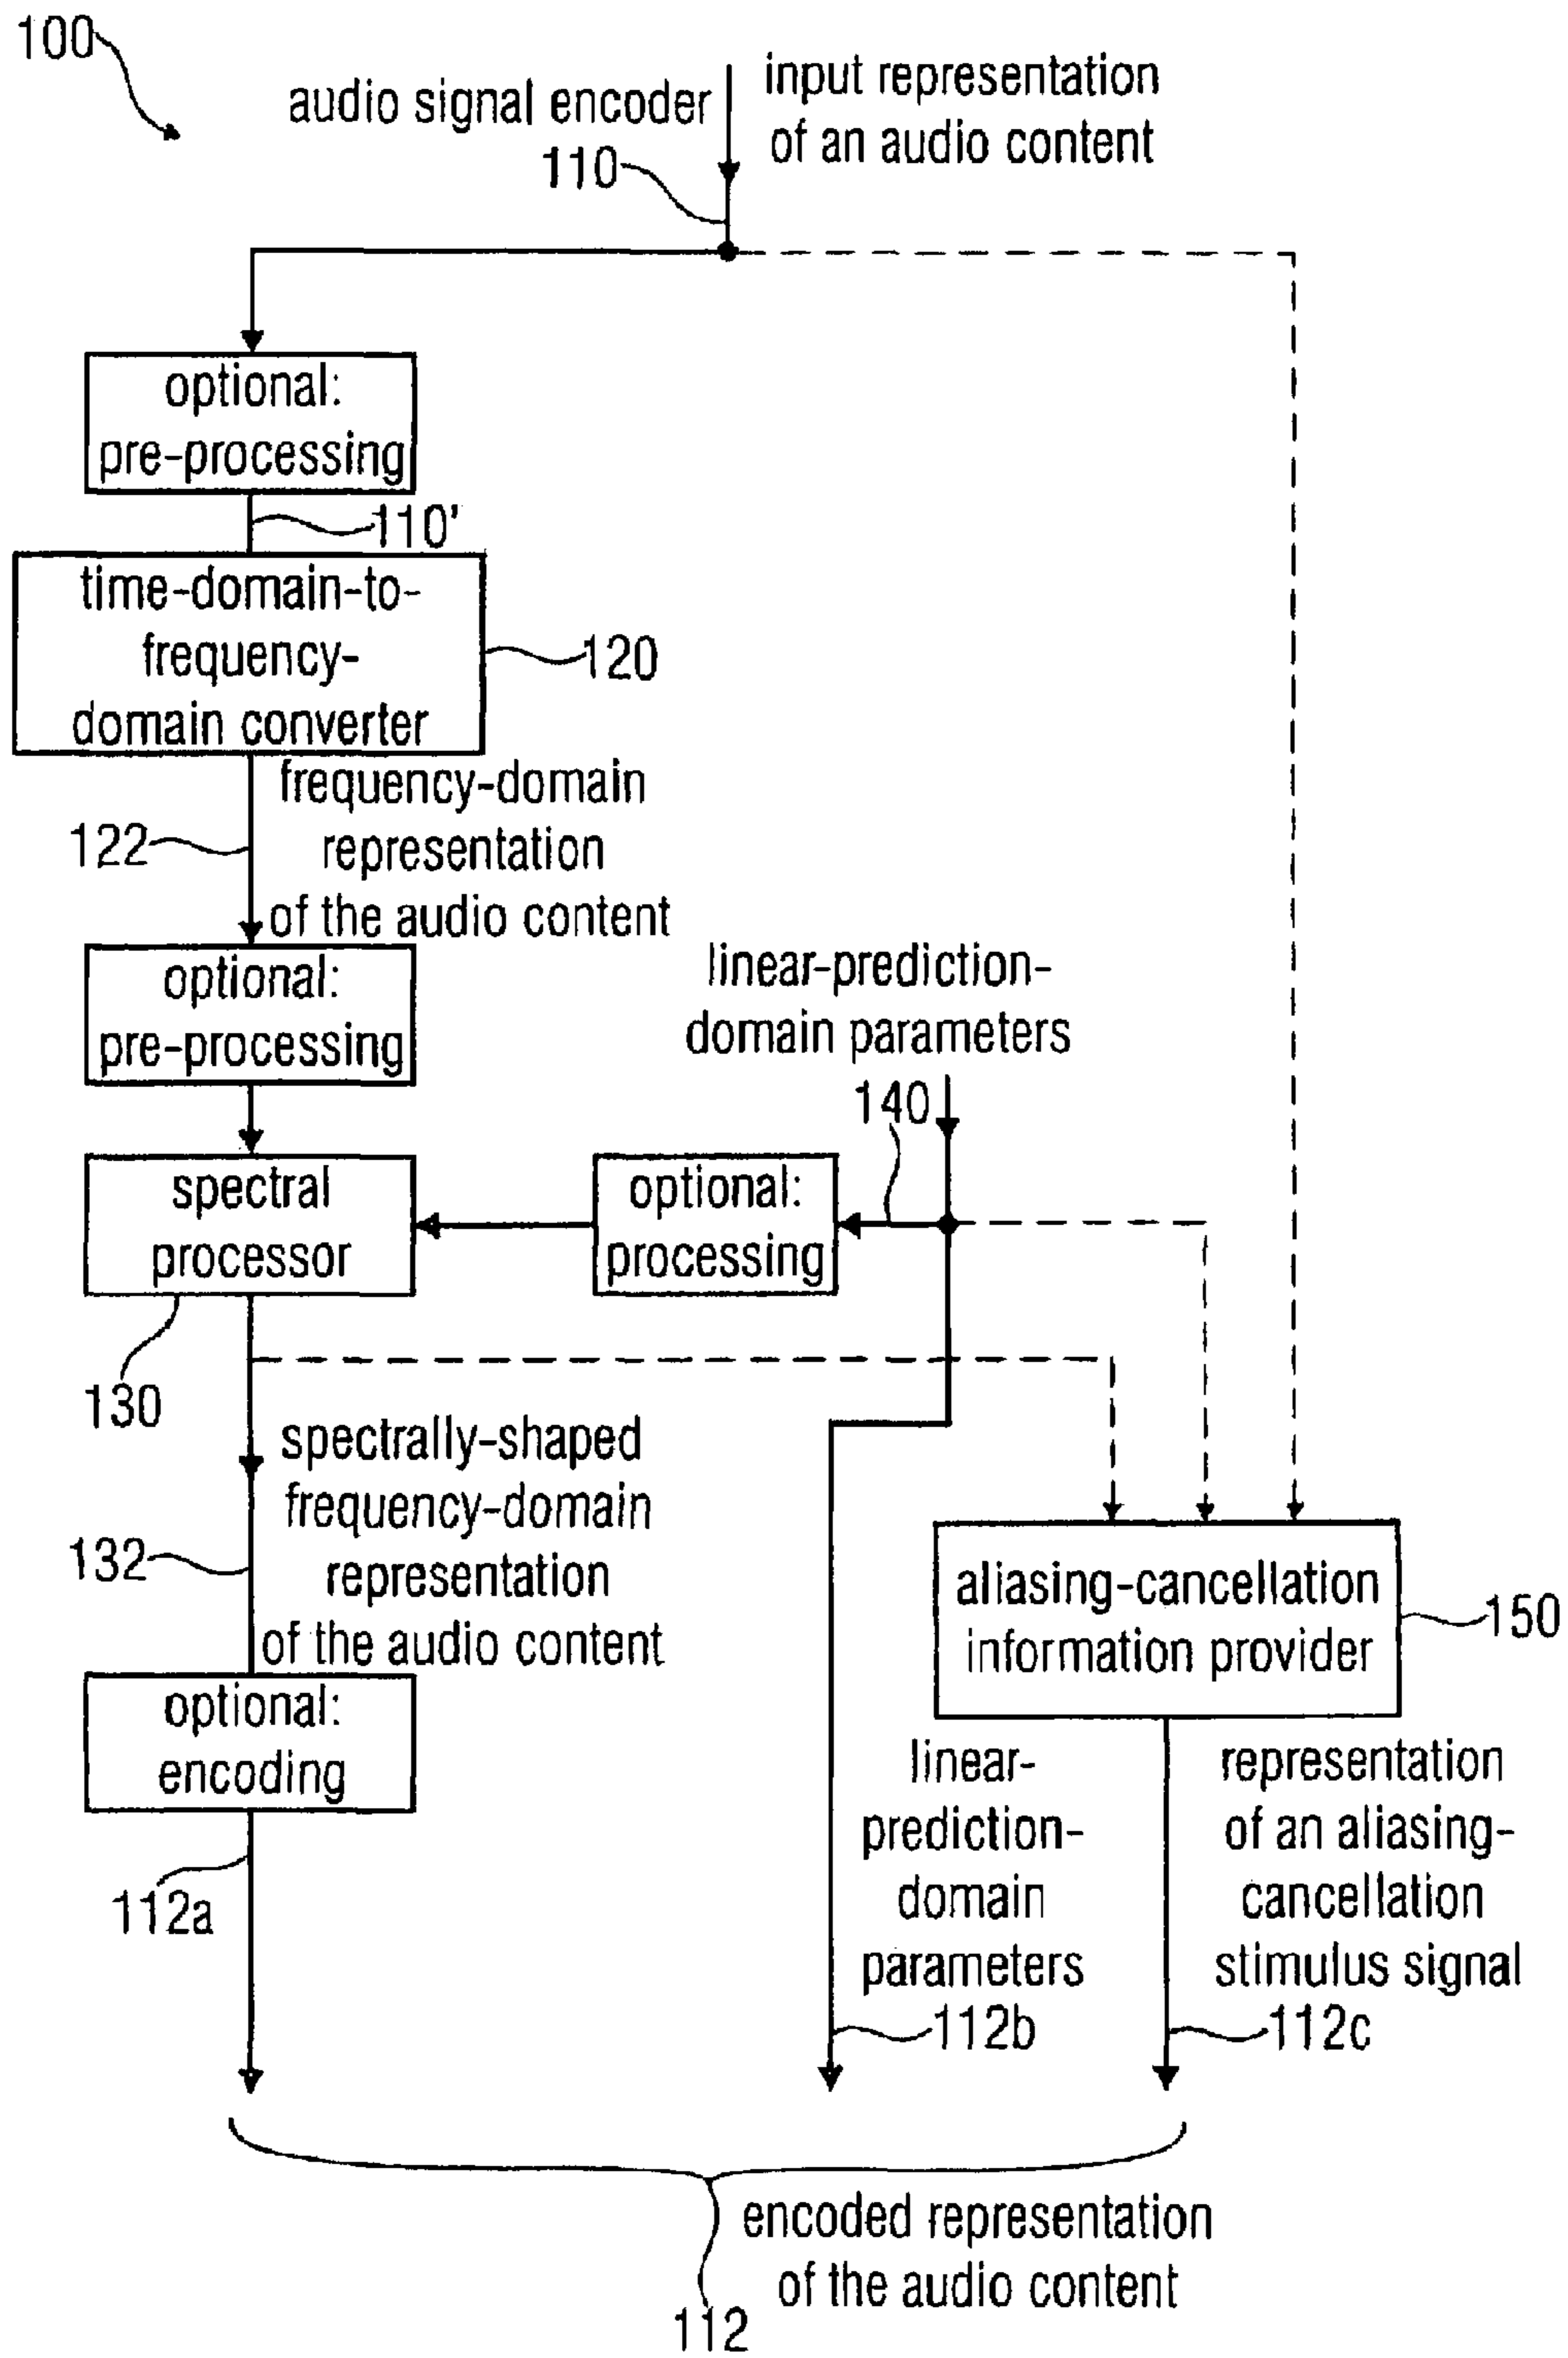 100
audio signal encoder
110
input representation
of an audio content
optional:
pre-processing
110'
time-domain-to-
frequency-
domain converter
120
122
frequency-domain
representation
of the audio content
optional:
pre-processing
linear-prediction-
domain parameters
140
spectral
processor
optional:
processing
130
132
spectrally-shaped
frequency-domain
representation
of the audio content
aliasing-cancellation
information provider
150
optional:
encoding
112a
linear-
prediction-
domain
parameters
112b
representation
of an aliasing-
cancellation
stimulus signal
112c
encoded representation
of the audio content
112